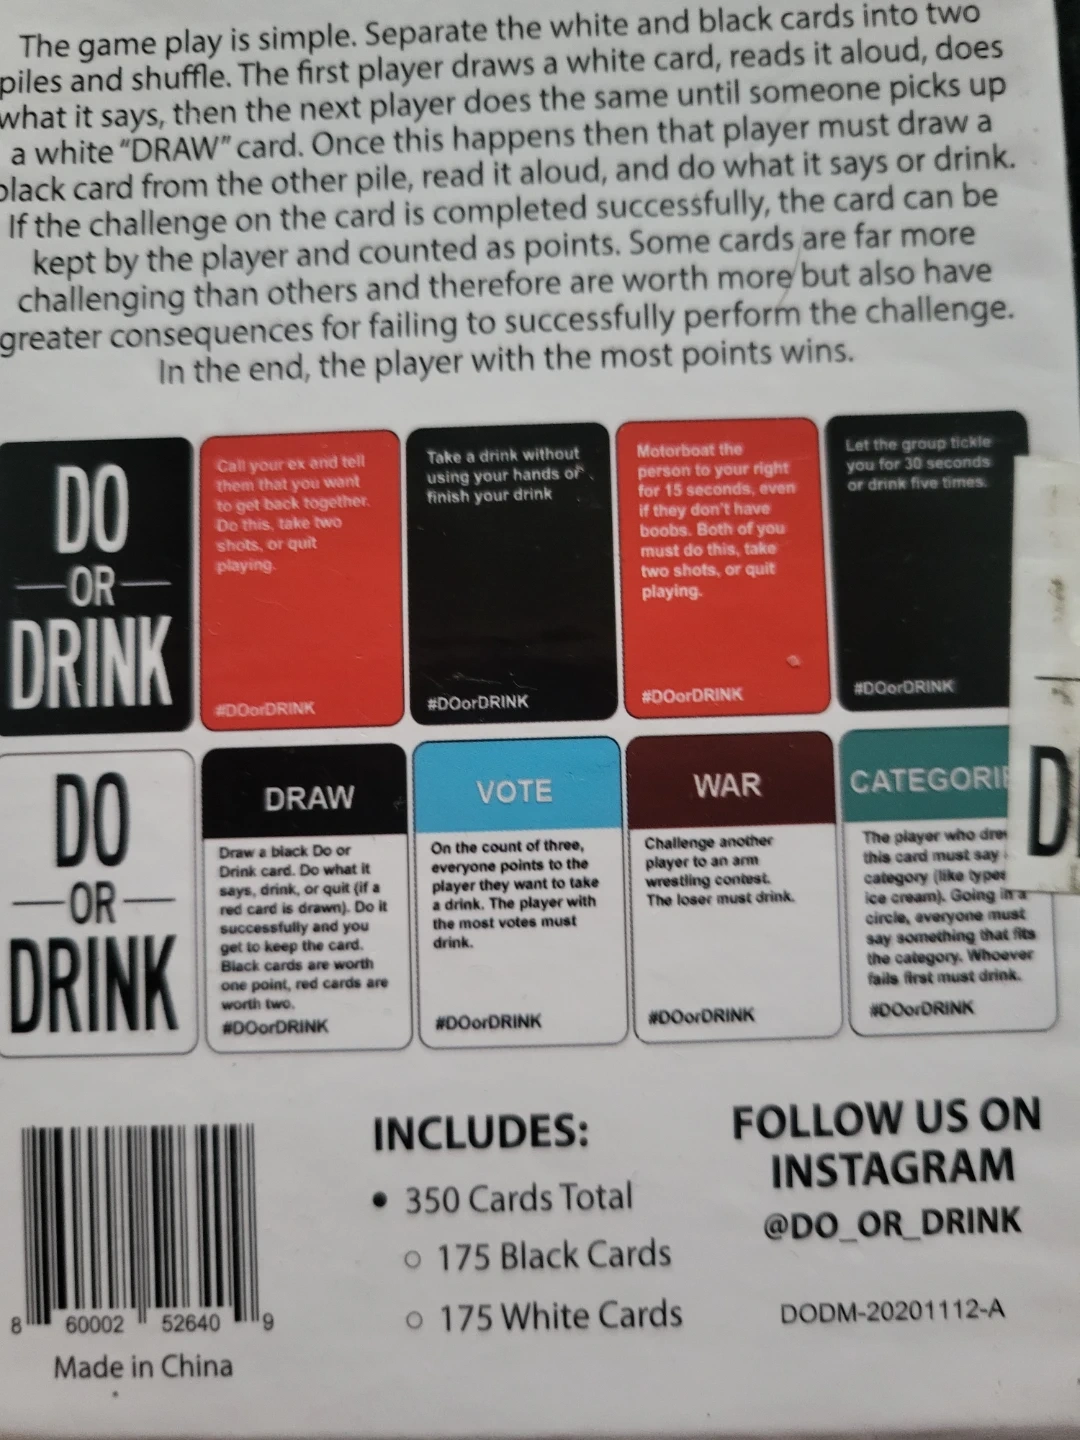 The game play is simple. Separate the white and black cards into two
piles and shuffle. The first player draws a white card, reads it aloud, does
what it says, then the next player does the same until someone picks up
a white “DRAW” card. Once this happens then that player must draw a
black card from the other pile, read it aloud, and do what it says or drink.
If the challenge on the card is completed successfully, the card can be
kept by the player and counted as points. Some cards are far more
challenging than others and therefore are worth more but also have
greater consequences for failing to successfully perform the challenge.
In the end, the player with the most points wins.
DO
OR
DRINK
Call your ex and tell
them that you want
to get back together.
Do this, take two
shots, or quit
playing.
#DOorDRINK
Take a drink without
using your hands or
finish your drink
#DOorDRINK
Motorboat the
person to your right
for 15 seconds, even
if they don't have
boobs. Both of you
must do this, take
two shots, or quit
playing.
#DOorDRINK
Let the group tickle
you for 30 seconds
or drink five times.
#DOorDRINK
DO
OR
DRINK
DRAW
Draw a black Do or
Drink card. Do what it
says, drink, or quit (if a
red card is drawn). Do it
successfully and you
get to keep the card.
Black cards are worth
one point, red cards are
worth two.
#DOorDRINK
VOTE
On the count of three,
everyone points to the
player they want to take
a drink. The player with
the most votes must
drink.
#DOorDRINK
WAR
Challenge another
player to an arm
wrestling contest.
The loser must drink.
#DOorDRINK
CATEGORIE
The player who dre
this card must say
category (like types
ice cream). Going in a
circle, everyone must
say something that fits
the category. Whoever
fails first must drink.
#DOorDRINK
D
8 60002 52640 9
Made in China
INCLUDES:
• 350 Cards Total
○ 175 Black Cards
○ 175 White Cards
FOLLOW US ON
INSTAGRAM
@DO_OR_DRINK
DODM-20201112-A